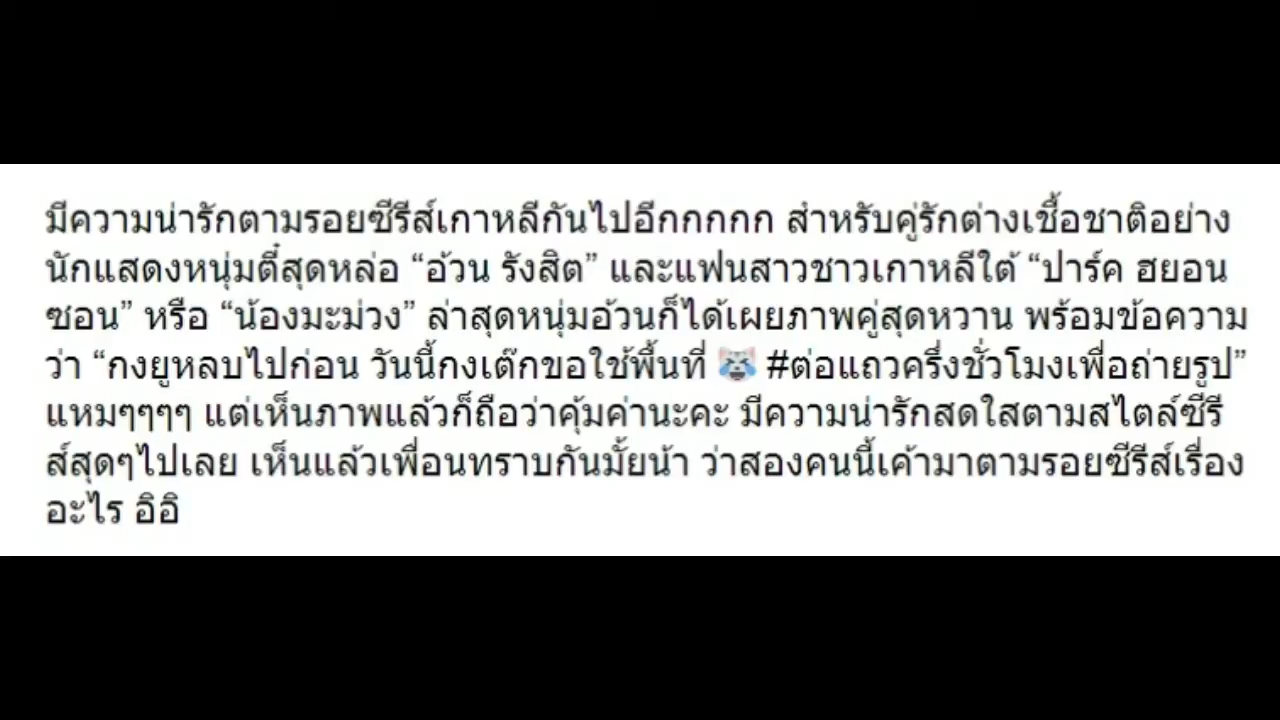 มีความน่ารักตามรอยซีรีส์เกาหลีกันไปอีกกกกก สำหรับคู่รักต่างเชื้อชาติอย่าง
นักแสดงหนุ่มตี๋สุดหล่อ “อ้วน รังสิต” และแฟนสาวชาวเกาหลีใต้ “ปาร์ค ฮยอน
ซอน” หรือ “น้องมะม่วง” ล่าสุดหนุ่มอ้วนก็ได้เผยภาพคู่สุดหวาน พร้อมข้อความ
ว่า “กงยูหลบไปก่อน วันนี้กงเต๊กขอใช้พื้นที่ 😹 #ต่อแถวครึ่งชั่วโมงเพื่อถ่ายรูป”
แหมๆๆๆๆ แต่เห็นภาพแล้วก็ถือว่าคุ้มค่านะคะ มีความน่ารักสดใสตามสไตล์ซีรี
ส์สุดๆไปเลย เห็นแล้วเพื่อนทราบกันมั้ยน้า ว่าสองคนนี้เค้ามาตามรอยซีรีส์เรื่อง
อะไร อิอิ